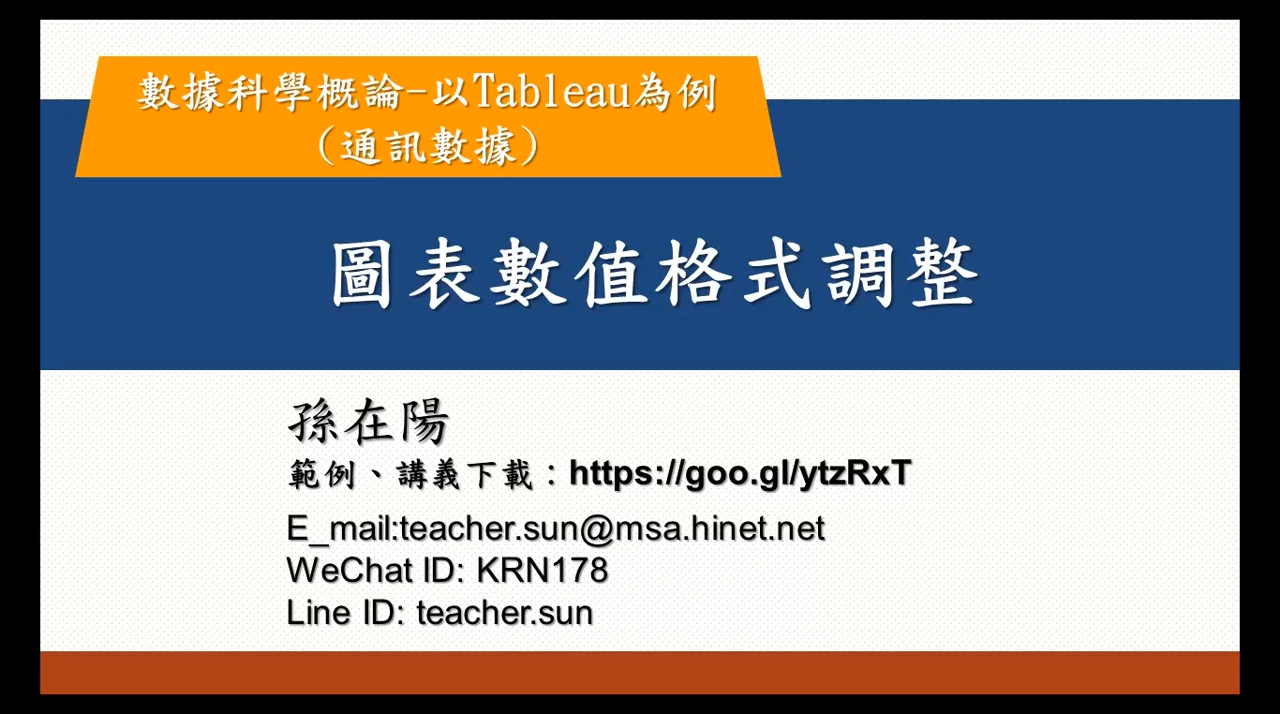 數據科學概論-以Tableau為例
(通訊數據)
圖表數值格式調整
孫在陽
範例、講義下載：https://goo.gl/ytzRxT
E_mail:teacher.sun@msa.hinet.net
WeChat ID: KRN178
Line ID: teacher.sun